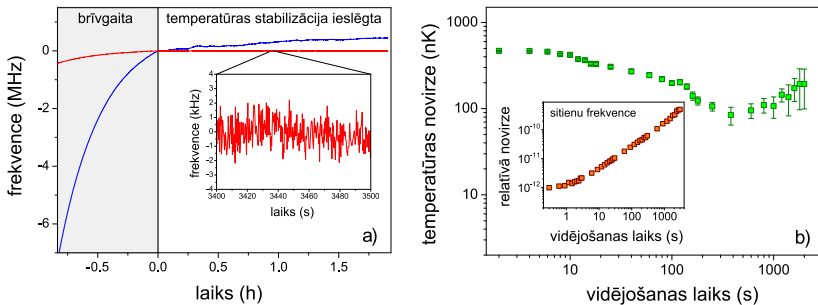 brīvgaita
temperatūras stabilizācija ieslēgta
frekvence (MHz)
0
-2
-4
-6
-0.5
0.0
0.5
1.0
1.5
laiks (h)
a)
frekvence (kHz)
4
3
2
1
0
-1
-2
-4
3400
3420
3440
3460
3480
3500
laiks (s)
temperatūras novirze (nK)
1000
100
10
10
100
1000
vidējošanas laiks (s)
b)
sitienu frekvence
relatīvā novirze
10⁻¹⁰
10⁻¹¹
10⁻¹²
1
10
100
1000
vidējošanas laiks (s)